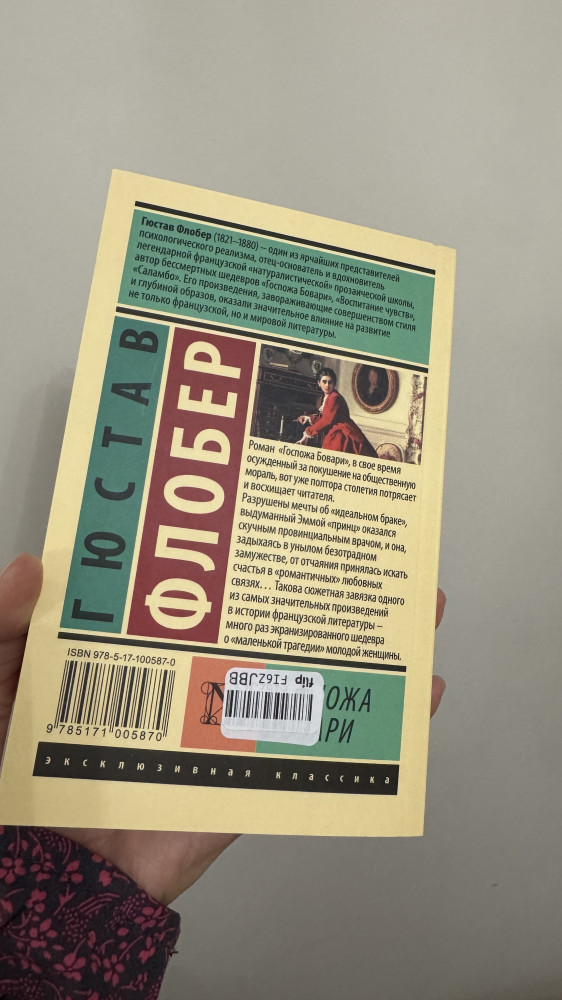 Гюстав Флобер (1821–1880) – один из ярчайших представителей
психологического реализма, отец-основатель и вдохновитель
легендарной французской «натуралистической» прозаической школы,
автор бессмертных шедевров «Госпожа Бовари», «Воспитание чувств»,
«Саламбо». Его произведения, завораживающие совершенством стиля
и глубиной образов, оказали значительное влияние на развитие
не только французской, но и мировой литературы.
ГЮСТАВ
ФЛОБЕР
Роман «Госпожа Бовари», в свое время
осужденный за покушение на общественную
мораль, вот уже полтора столетия потрясает
и восхищает читателя.
Разрушены мечты об «идеальном браке»,
выдуманный Эммой «принц» оказался
скучным провинциальным врачом, и она,
задыхаясь в унылом безотрадном
замужестве, от отчаяния принялась искать
счастья в «романтичных» любовных
связях… Такова сюжетная завязка одного
из самых значительных произведений
в истории французской литературы –
много раз экранизированного шедевра
о «маленькой трагедии» молодой женщины.
ISBN 978-5-17-100587-0
9 785171 005870
flip FI6ZJBB
ОЖА
АРИ
эксклюзивная классика